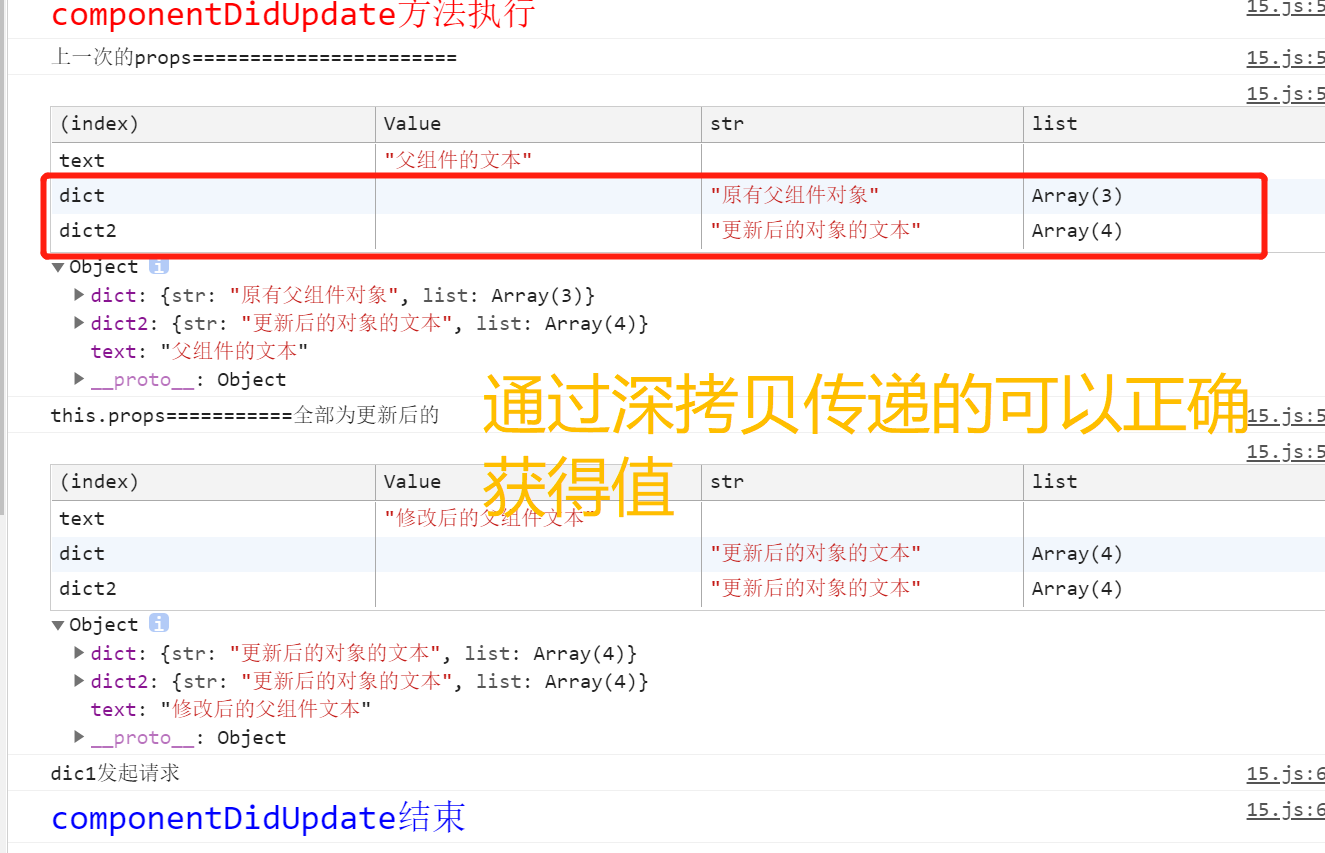 componentDidUpdate方法执行 15.js:5
上一次的props======================= 15.js:5
15.js:5
(index) Value str list
text "父组件的文本"
dict "原有父组件对象" Array(3)
dict2 "更新后的对象的文本" Array(4)
▼Object i
▶dict: {str: "原有父组件对象", list: Array(3)}
▶dict2: {str: "更新后的对象的文本", list: Array(4)}
text: "父组件的文本"
▶__proto__: Object
通过深拷贝传递的可以正确
获得值
this.props===========全部为更新后的 15.js:5
15.js:5
(index) Value str list
text "修改后的父组件文本"
dict "更新后的对象的文本" Array(4)
dict2 "更新后的对象的文本" Array(4)
▼Object i
▶dict: {str: "更新后的对象的文本", list: Array(4)}
▶dict2: {str: "更新后的对象的文本", list: Array(4)}
text: "修改后的父组件文本"
▶__proto__: Object
dic1发起请求 15.js:6
componentDidUpdate结束 15.js:6